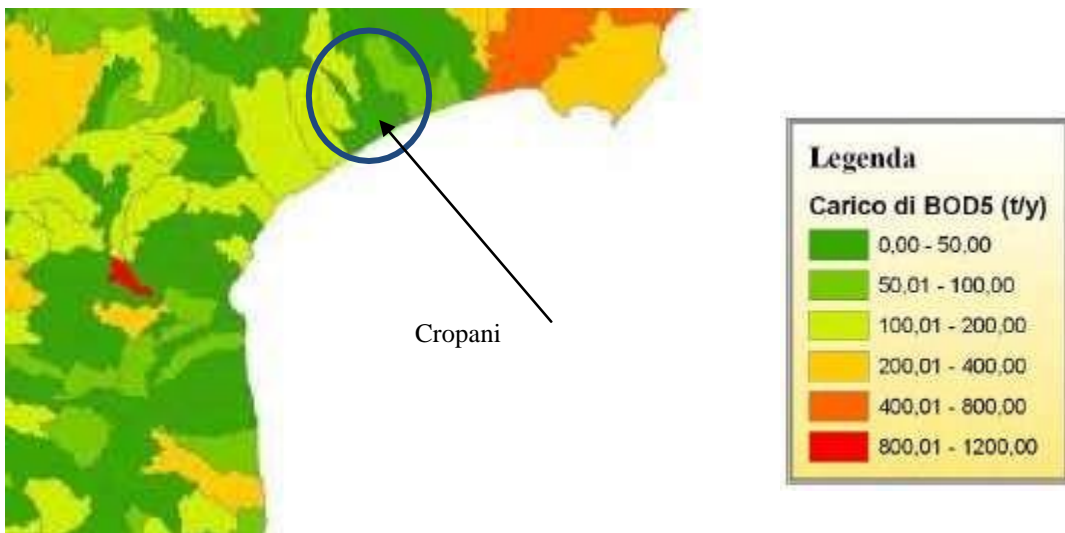 Cropani
Legenda
Carico di BOD5 (t/y)
0,00 - 50,00
50,01 - 100,00
100,01 - 200,00
200,01 - 400,00
400,01 - 800,00
800,01 - 1200,00